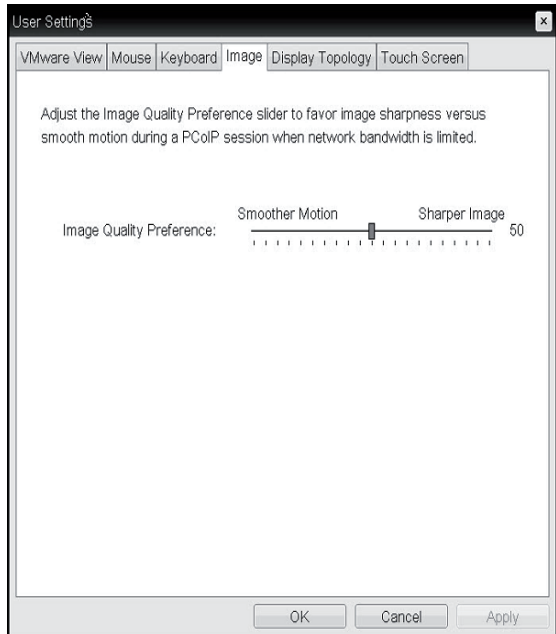 User Settings
VMware View Mouse Keyboard Image Display Topology Touch Screen
Adjust the Image Quality Preference slider to favor image sharpness versus
smooth motion during a PCoIP session when network bandwidth is limited.
Smoother Motion Sharper Image
Image Quality Preference: 50
OK Cancel Apply